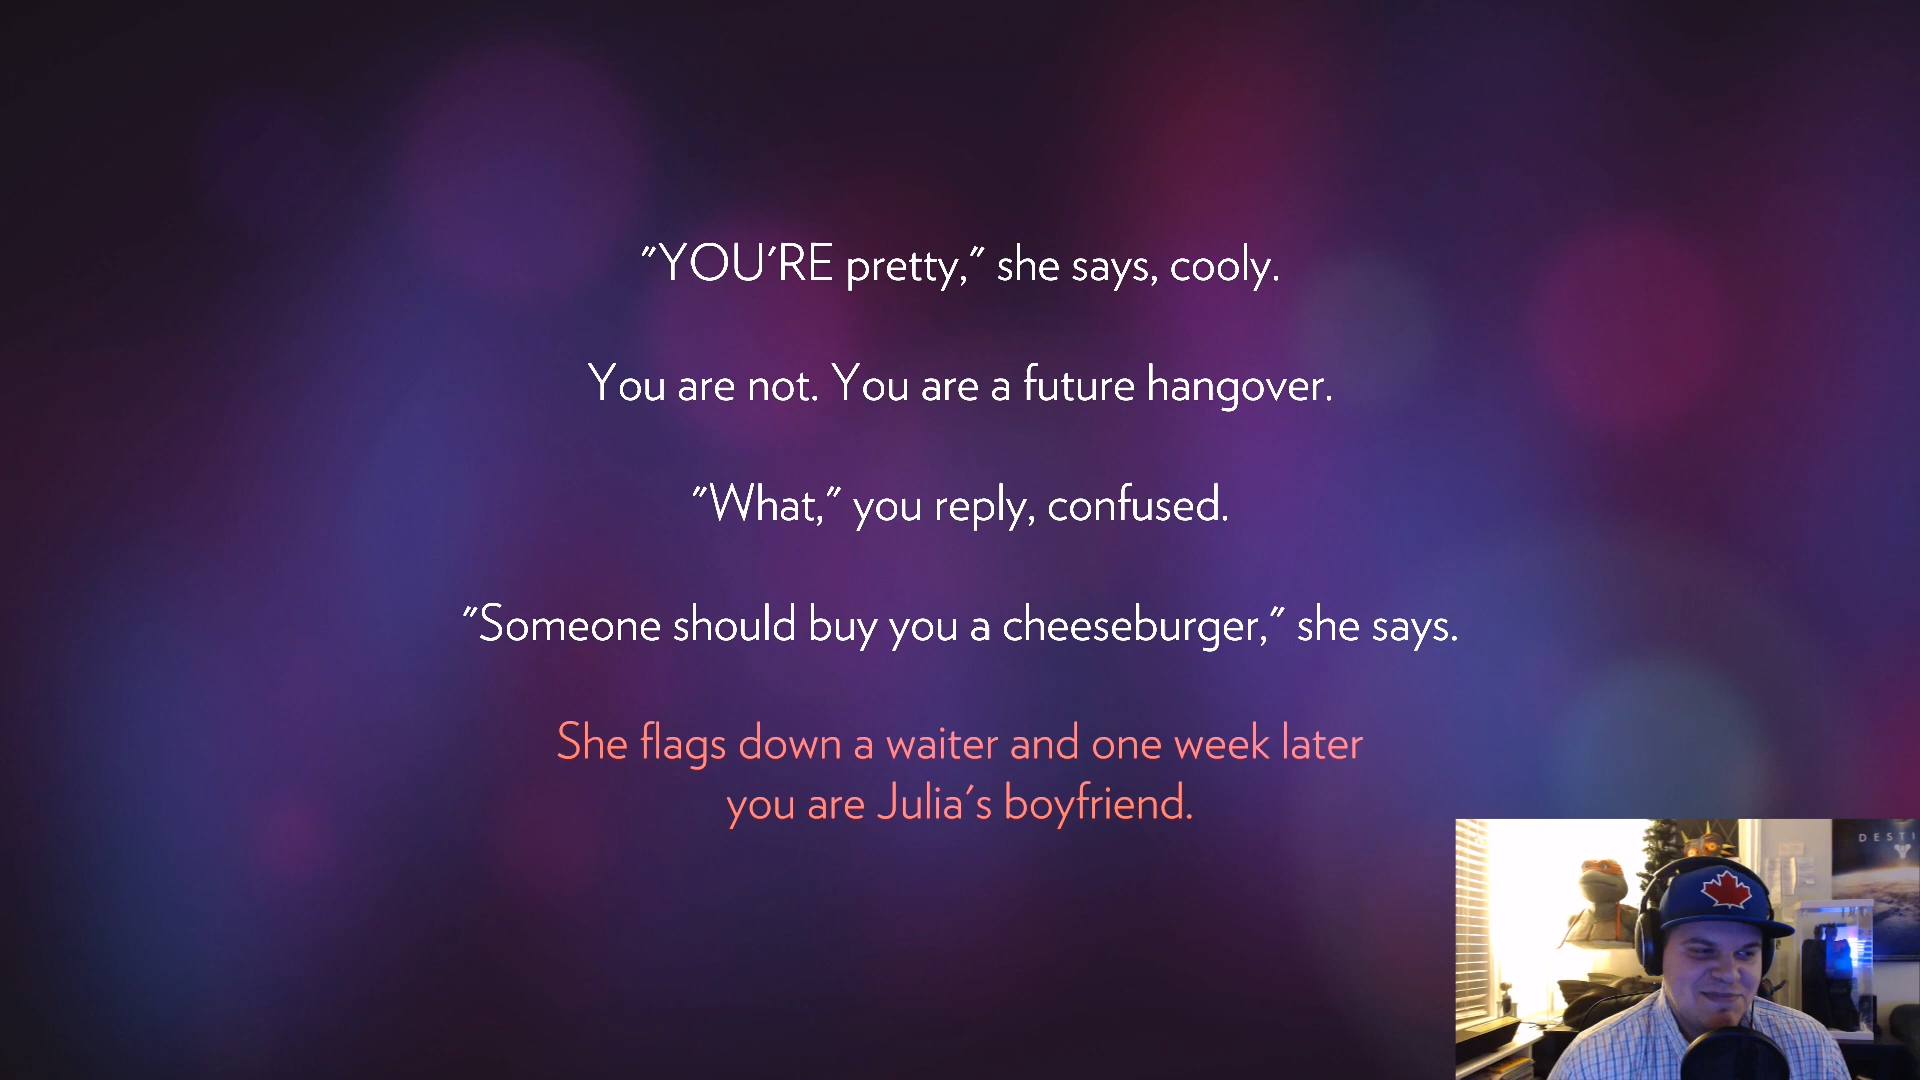 "YOU'RE pretty," she says, cooly.
You are not. You are a future hangover.
"What," you reply, confused.
"Someone should buy you a cheeseburger," she says.
She flags down a waiter and one week later
you are Julia's boyfriend.
DESTI